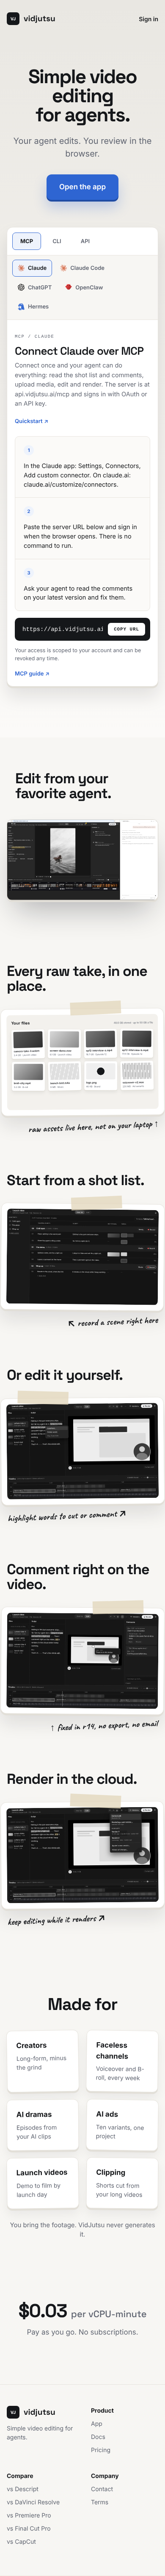 vidjutsu
Sign in
Simple video
editing
for agents.
Your agent edits. You review in the
browser.
Open the app
MCP
CLI
API
Claude
Claude Code
ChatGPT
OpenClaw
Hermes
MCP / CLAUDE
Connect Claude over MCP
Connect once and your agent can do
everything: read the shot list and comments,
upload media, edit and render. The server is at
api.vidjutsu.ai/mcp and signs in with OAuth or
an API key.
Quickstart ↗
1
In the Claude app: Settings, Connectors,
Add custom connector. On claude.ai:
claude.ai/customize/connectors.
2
Paste the server URL below and sign in
when the browser opens. There is no
command to run.
3
Ask your agent to read the comments
on your latest version and fix them.
https://api.vidjutsu.ai
COPY URL
Your access is scoped to your account and can be
revoked any time.
MCP guide ↗
Edit from your
favorite agent.
Every raw take, in one
place.
Your files
raw assets live here, not on your laptop ↑
Start from a shot list.
↖ record a scene right here
Or edit it yourself.
highlight words to cut or comment ↗
Comment right on the
video.
↑ fixed in r14, no export, no email
Render in the cloud.
keep editing while it renders ↗
Made for
Creators
Long-form, minus
the grind
Faceless
channels
Voiceover and B-
roll, every week
AI dramas
Episodes from
your AI clips
AI ads
Ten variants, one
project
Launch videos
Demo to film by
launch day
Clipping
Shorts cut from
your long videos
You bring the footage. VidJutsu never generates
it.
$0.03 per vCPU-minute
Pay as you go. No subscriptions.
vidjutsu
Simple video editing for
agents.
Product
App
Docs
Pricing
Compare
vs Descript
vs DaVinci Resolve
vs Premiere Pro
vs Final Cut Pro
vs CapCut
Company
Contact
Terms